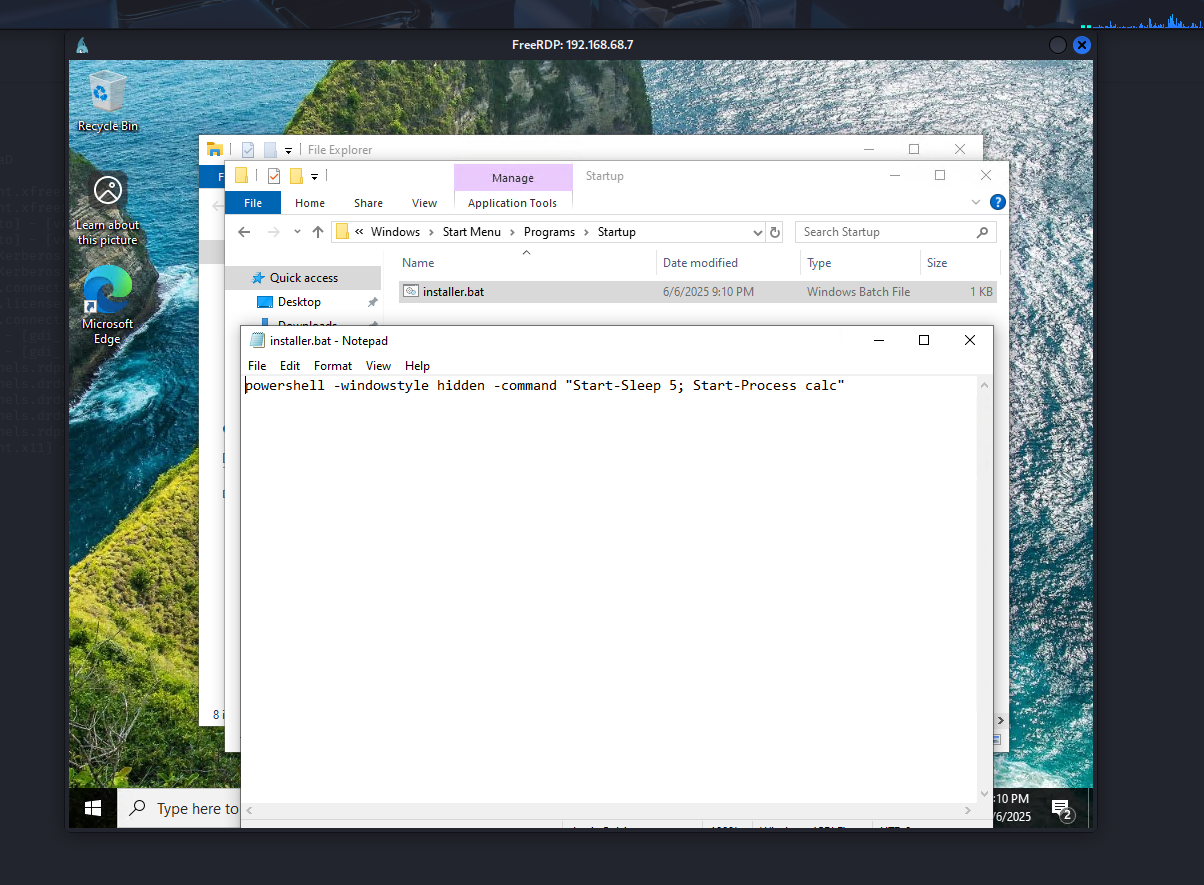 FreeRDP: 192.168.68.7
Recycle Bin
Learn about
this picture
Microsoft
Edge
File Explorer
F
Manage
Startup
File
Home
Share
View
Application Tools
« Windows › Start Menu › Programs › Startup
Search Startup
Name
Date modified
Type
Size
Quick access
Desktop
Downloads
installer.bat
6/6/2025 9:10 PM
Windows Batch File
1 KB
installer.bat - Notepad
File
Edit
Format
View
Help
powershell -windowstyle hidden -command "Start-Sleep 5; Start-Process calc"
8 i
Type here to
:10 PM
/6/2025
2